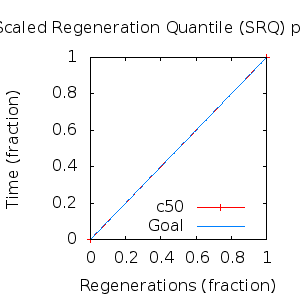 Scaled Regeneration Quantile (SRQ) p
1
0.8
0.6
0.4
0.2
0
Time (fraction)
c50
Goal
0 0.2 0.4 0.6 0.8 1
Regenerations (fraction)